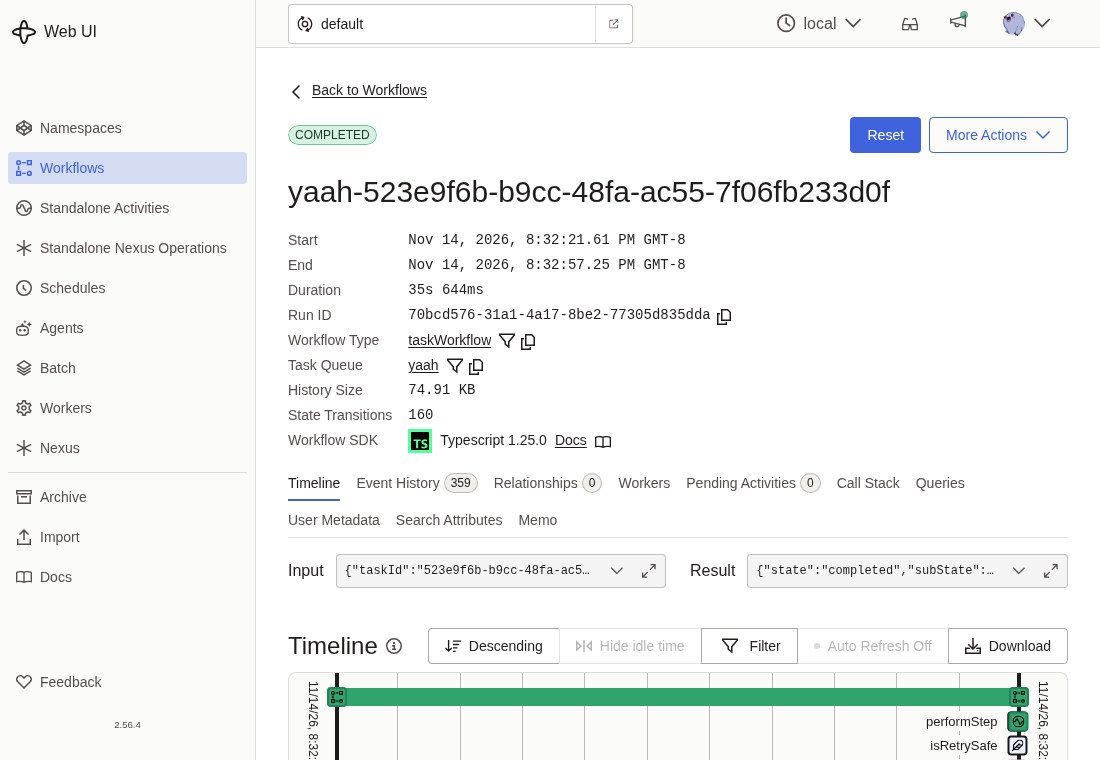 Web UI
default
local
Namespaces
Workflows
Standalone Activities
Standalone Nexus Operations
Schedules
Agents
Batch
Workers
Nexus
Archive
Import
Docs
Feedback
2.56.4
Back to Workflows
COMPLETED
Reset
More Actions
yaah-523e9f6b-b9cc-48fa-ac55-7f06fb233d0f
Start Nov 14, 2026, 8:32:21.61 PM GMT-8
End Nov 14, 2026, 8:32:57.25 PM GMT-8
Duration 35s 644ms
Run ID 70bcd576-31a1-4a17-8be2-77305d835dda
Workflow Type taskWorkflow
Task Queue yaah
History Size 74.91 KB
State Transitions 160
Workflow SDK TS Typescript 1.25.0 Docs
Timeline Event History 359 Relationships 0 Workers Pending Activities 0 Call Stack Queries
User Metadata Search Attributes Memo
Input {"taskId":"523e9f6b-b9cc-48fa-ac5… Result {"state":"completed","subState":…
Timeline Descending Hide idle time Filter Auto Refresh Off Download
11/14/26, 8:32:
11/14/26, 8:32:
performStep
isRetrySafe